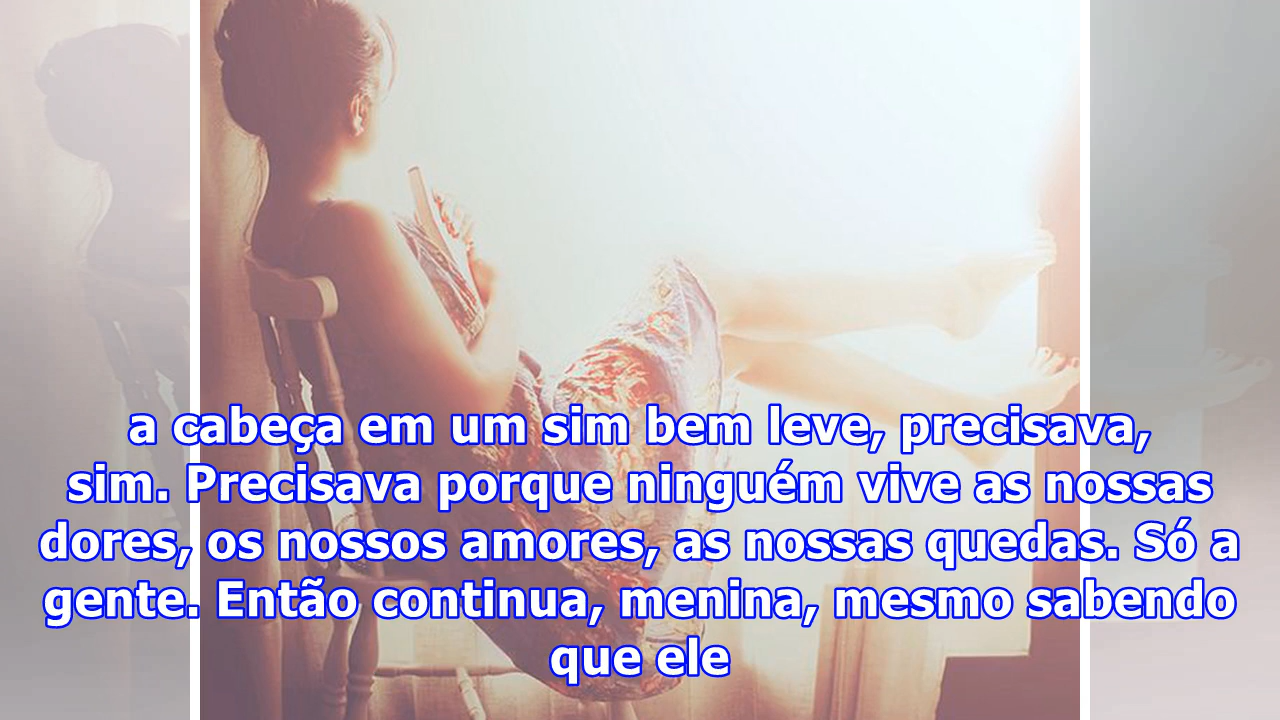 a cabeça em um sim bem leve, precisava,
sim. Precisava porque ninguém vive as nossas
dores, os nossos amores, as nossas quedas. Só a
gente. Então continua, menina, mesmo sabendo
que ele